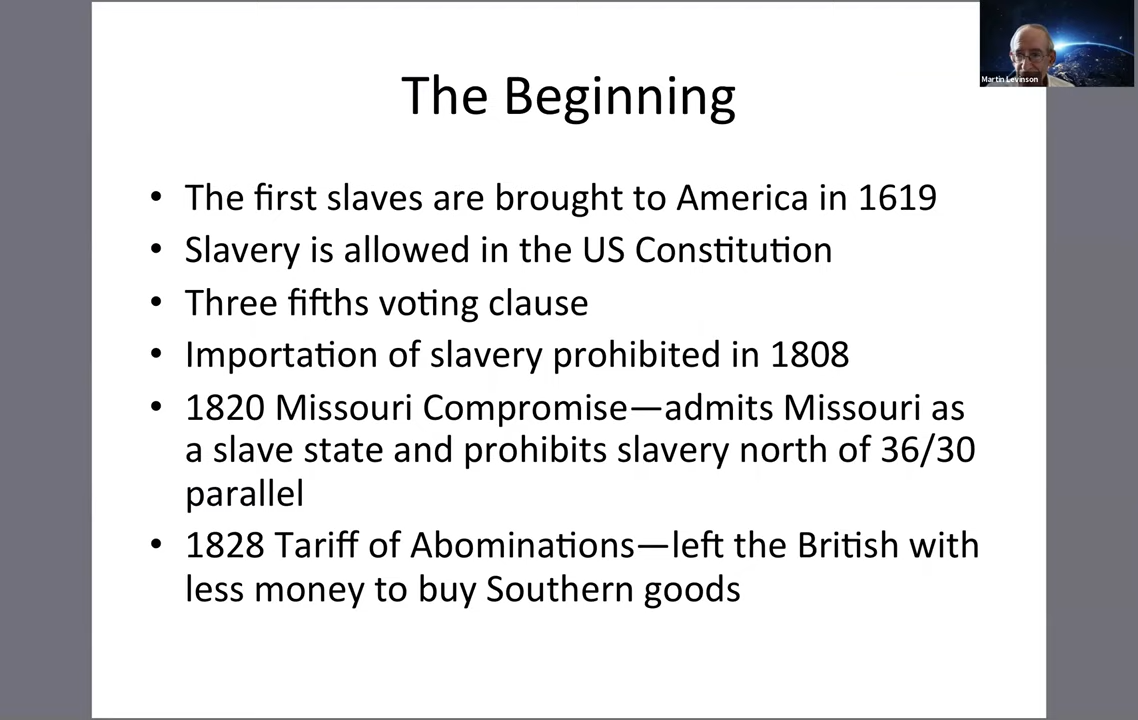 The Beginning
Martin Levinson
• The first slaves are brought to America in 1619
• Slavery is allowed in the US Constitution
• Three fifths voting clause
• Importation of slavery prohibited in 1808
• 1820 Missouri Compromise—admits Missouri as
a slave state and prohibits slavery north of 36/30
parallel
• 1828 Tariff of Abominations—left the British with
less money to buy Southern goods